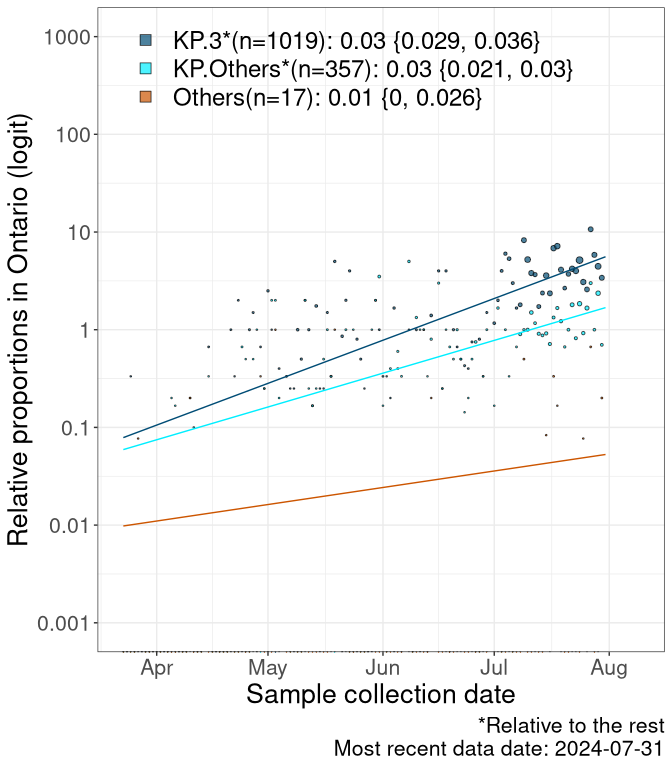 KP.3*(n=1019): 0.03 {0.029, 0.036}
KP.Others*(n=357): 0.03 {0.021, 0.03}
Others(n=17): 0.01 {0, 0.026}
Relative proportions in Ontario (logit)
1000
100
10
1
0.1
0.01
0.001
Apr May Jun Jul Aug
Sample collection date
*Relative to the rest
Most recent data date: 2024-07-31